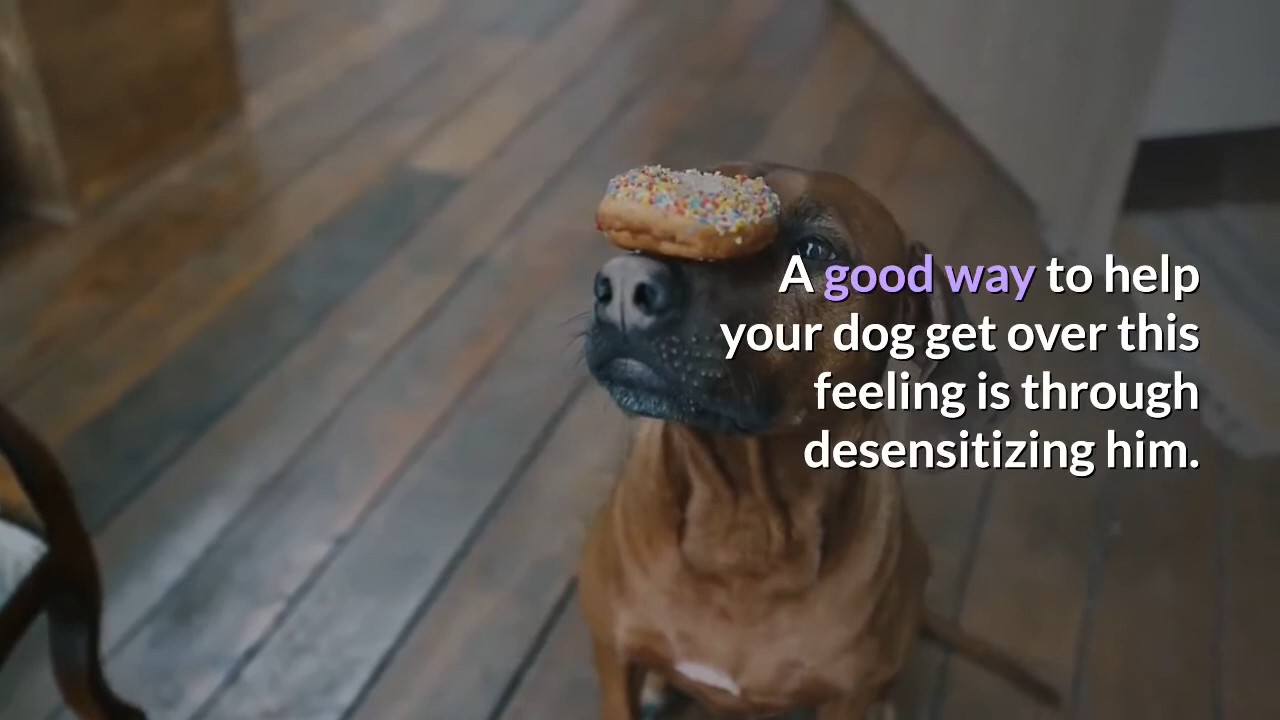 A good way to help
your dog get over this
feeling is through
desensitizing him.